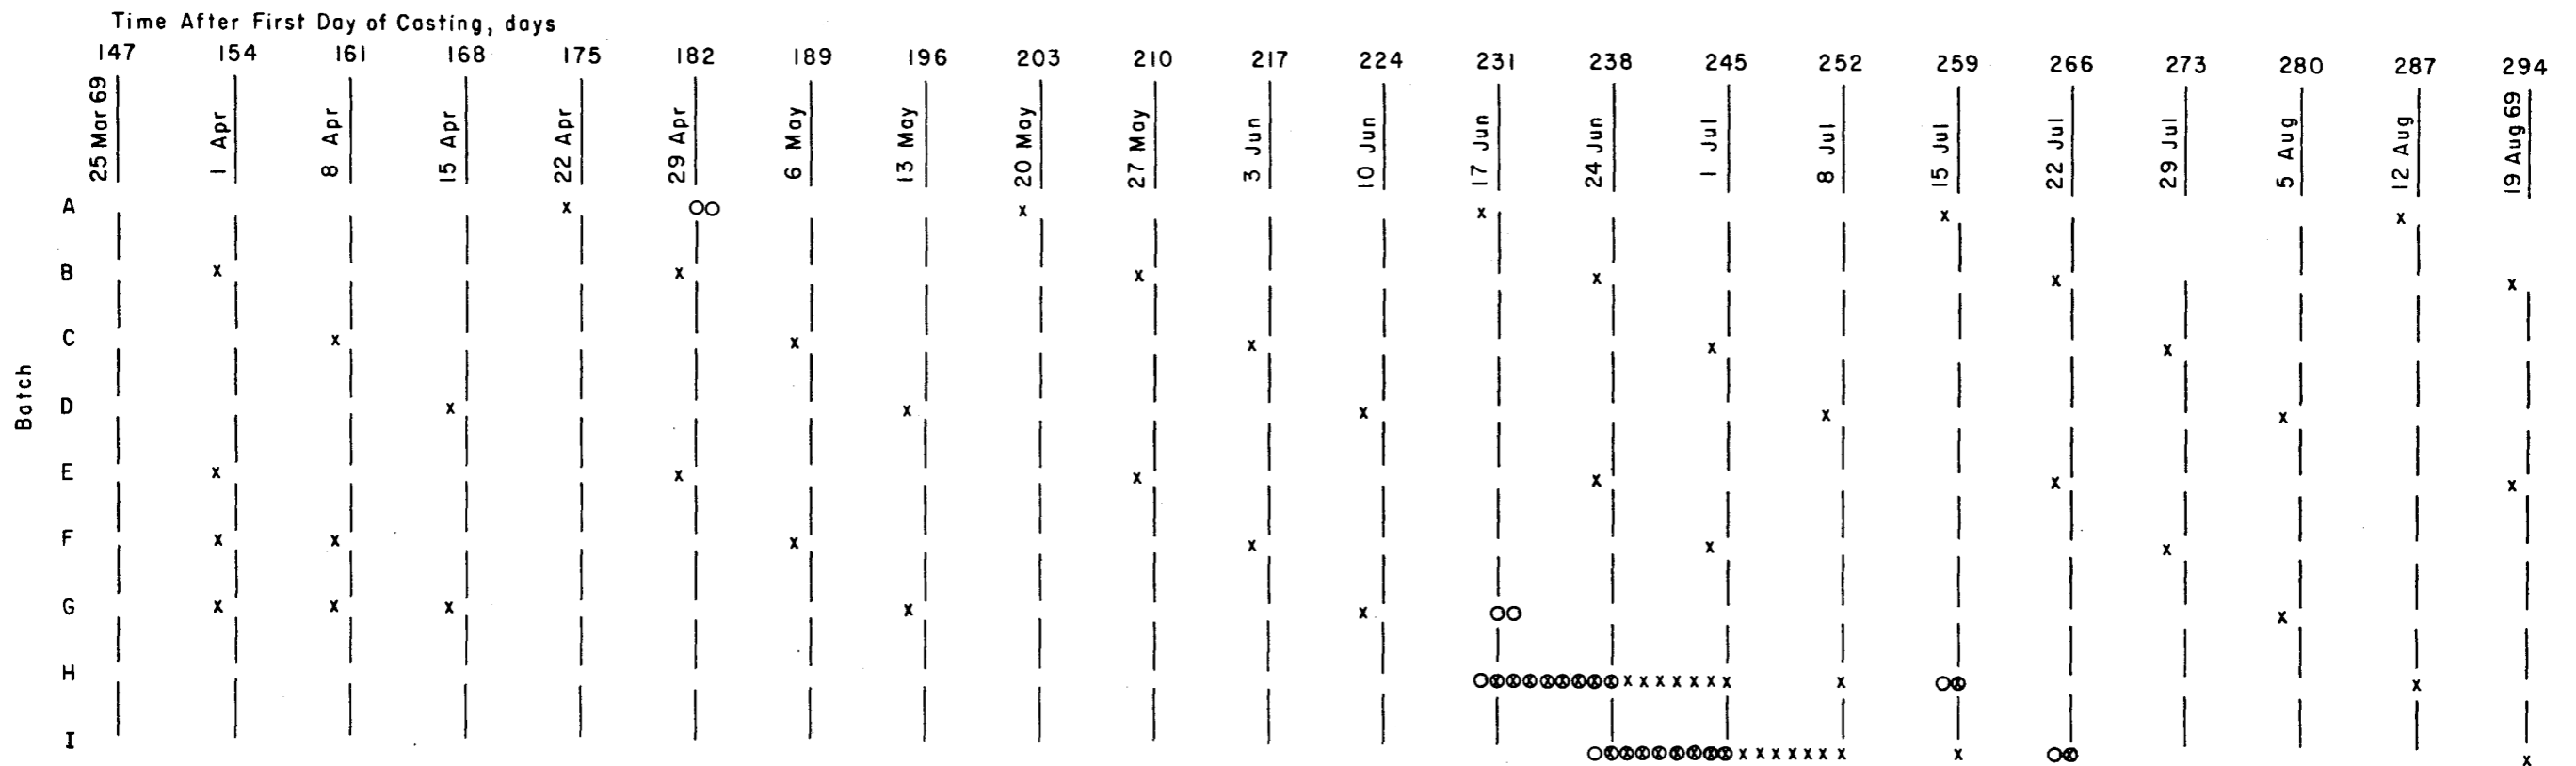 Time After First Day of Casting, days
147 154 161 168 175 182 189 196 203 210 217 224 231 238 245 252 259 266 273 280 287 294
25 Mar 69 1 Apr 8 Apr 15 Apr 22 Apr 29 Apr 6 May 13 May 20 May 27 May 3 Jun 10 Jun 17 Jun 24 Jun 1 Jul 8 Jul 15 Jul 22 Jul 29 Jul 5 Aug 12 Aug 19 Aug 69
Batch
A x OO x x x x
B x x x x x x
C x x x x x
D x x x x x
E x x x x x x
F x x x x x x
G x x x x x OO x
H
I